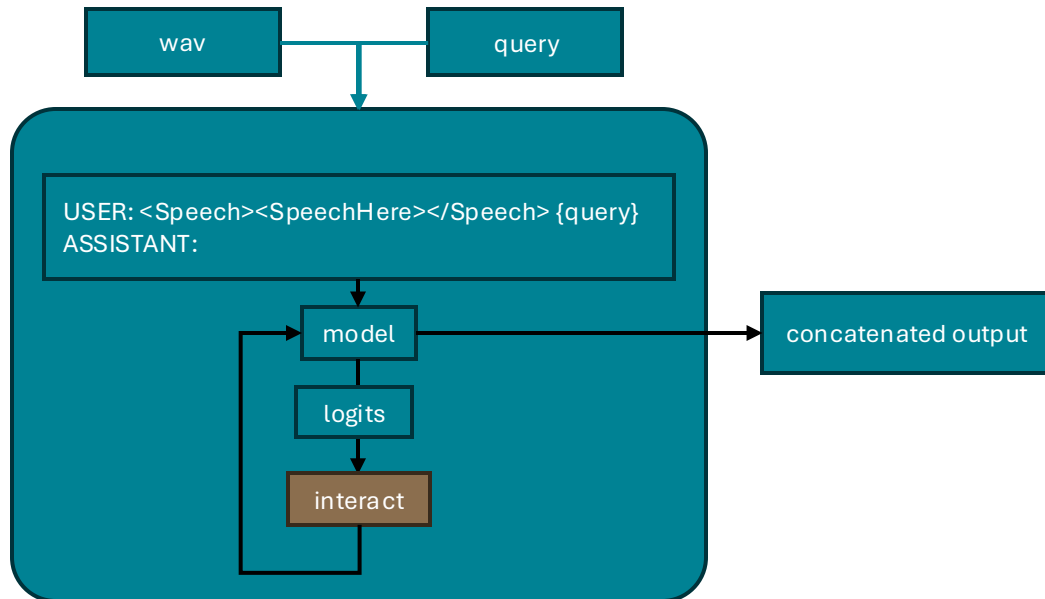 wav
query
USER: <Speech><SpeechHere></Speech> {query}
ASSISTANT:
model
concatenated output
logits
interact